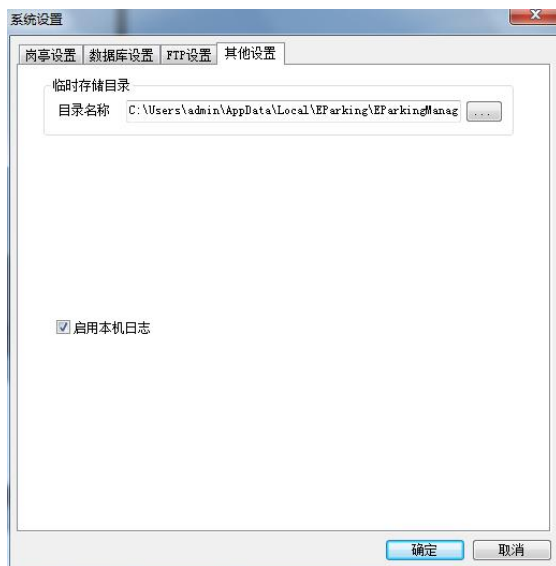 系统设置
岗亭设置 数据库设置 FTP设置 其他设置
临时存储目录
目录名称 C:\Users\admin\AppData\Local\EParking\EParkingManag ...
启用本机日志
确定 取消